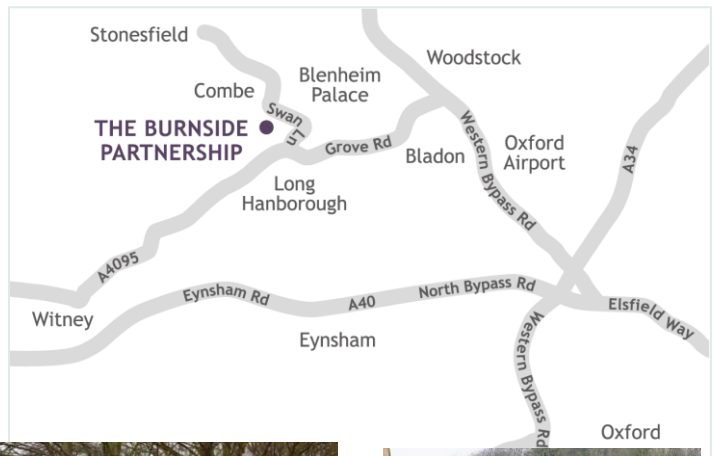 Stonesfield
Woodstock
Blenheim
Palace
Combe
Swan
Ln
THE BURNSIDE
PARTNERSHIP
Grove Rd
Bladon
Western Bypass Rd
Oxford
Airport
A34
Long
Hanborough
A4095
Witney
Eynsham Rd
A40
North Bypass Rd
Elsfield Way
Eynsham
Western Bypass Rd
Oxford